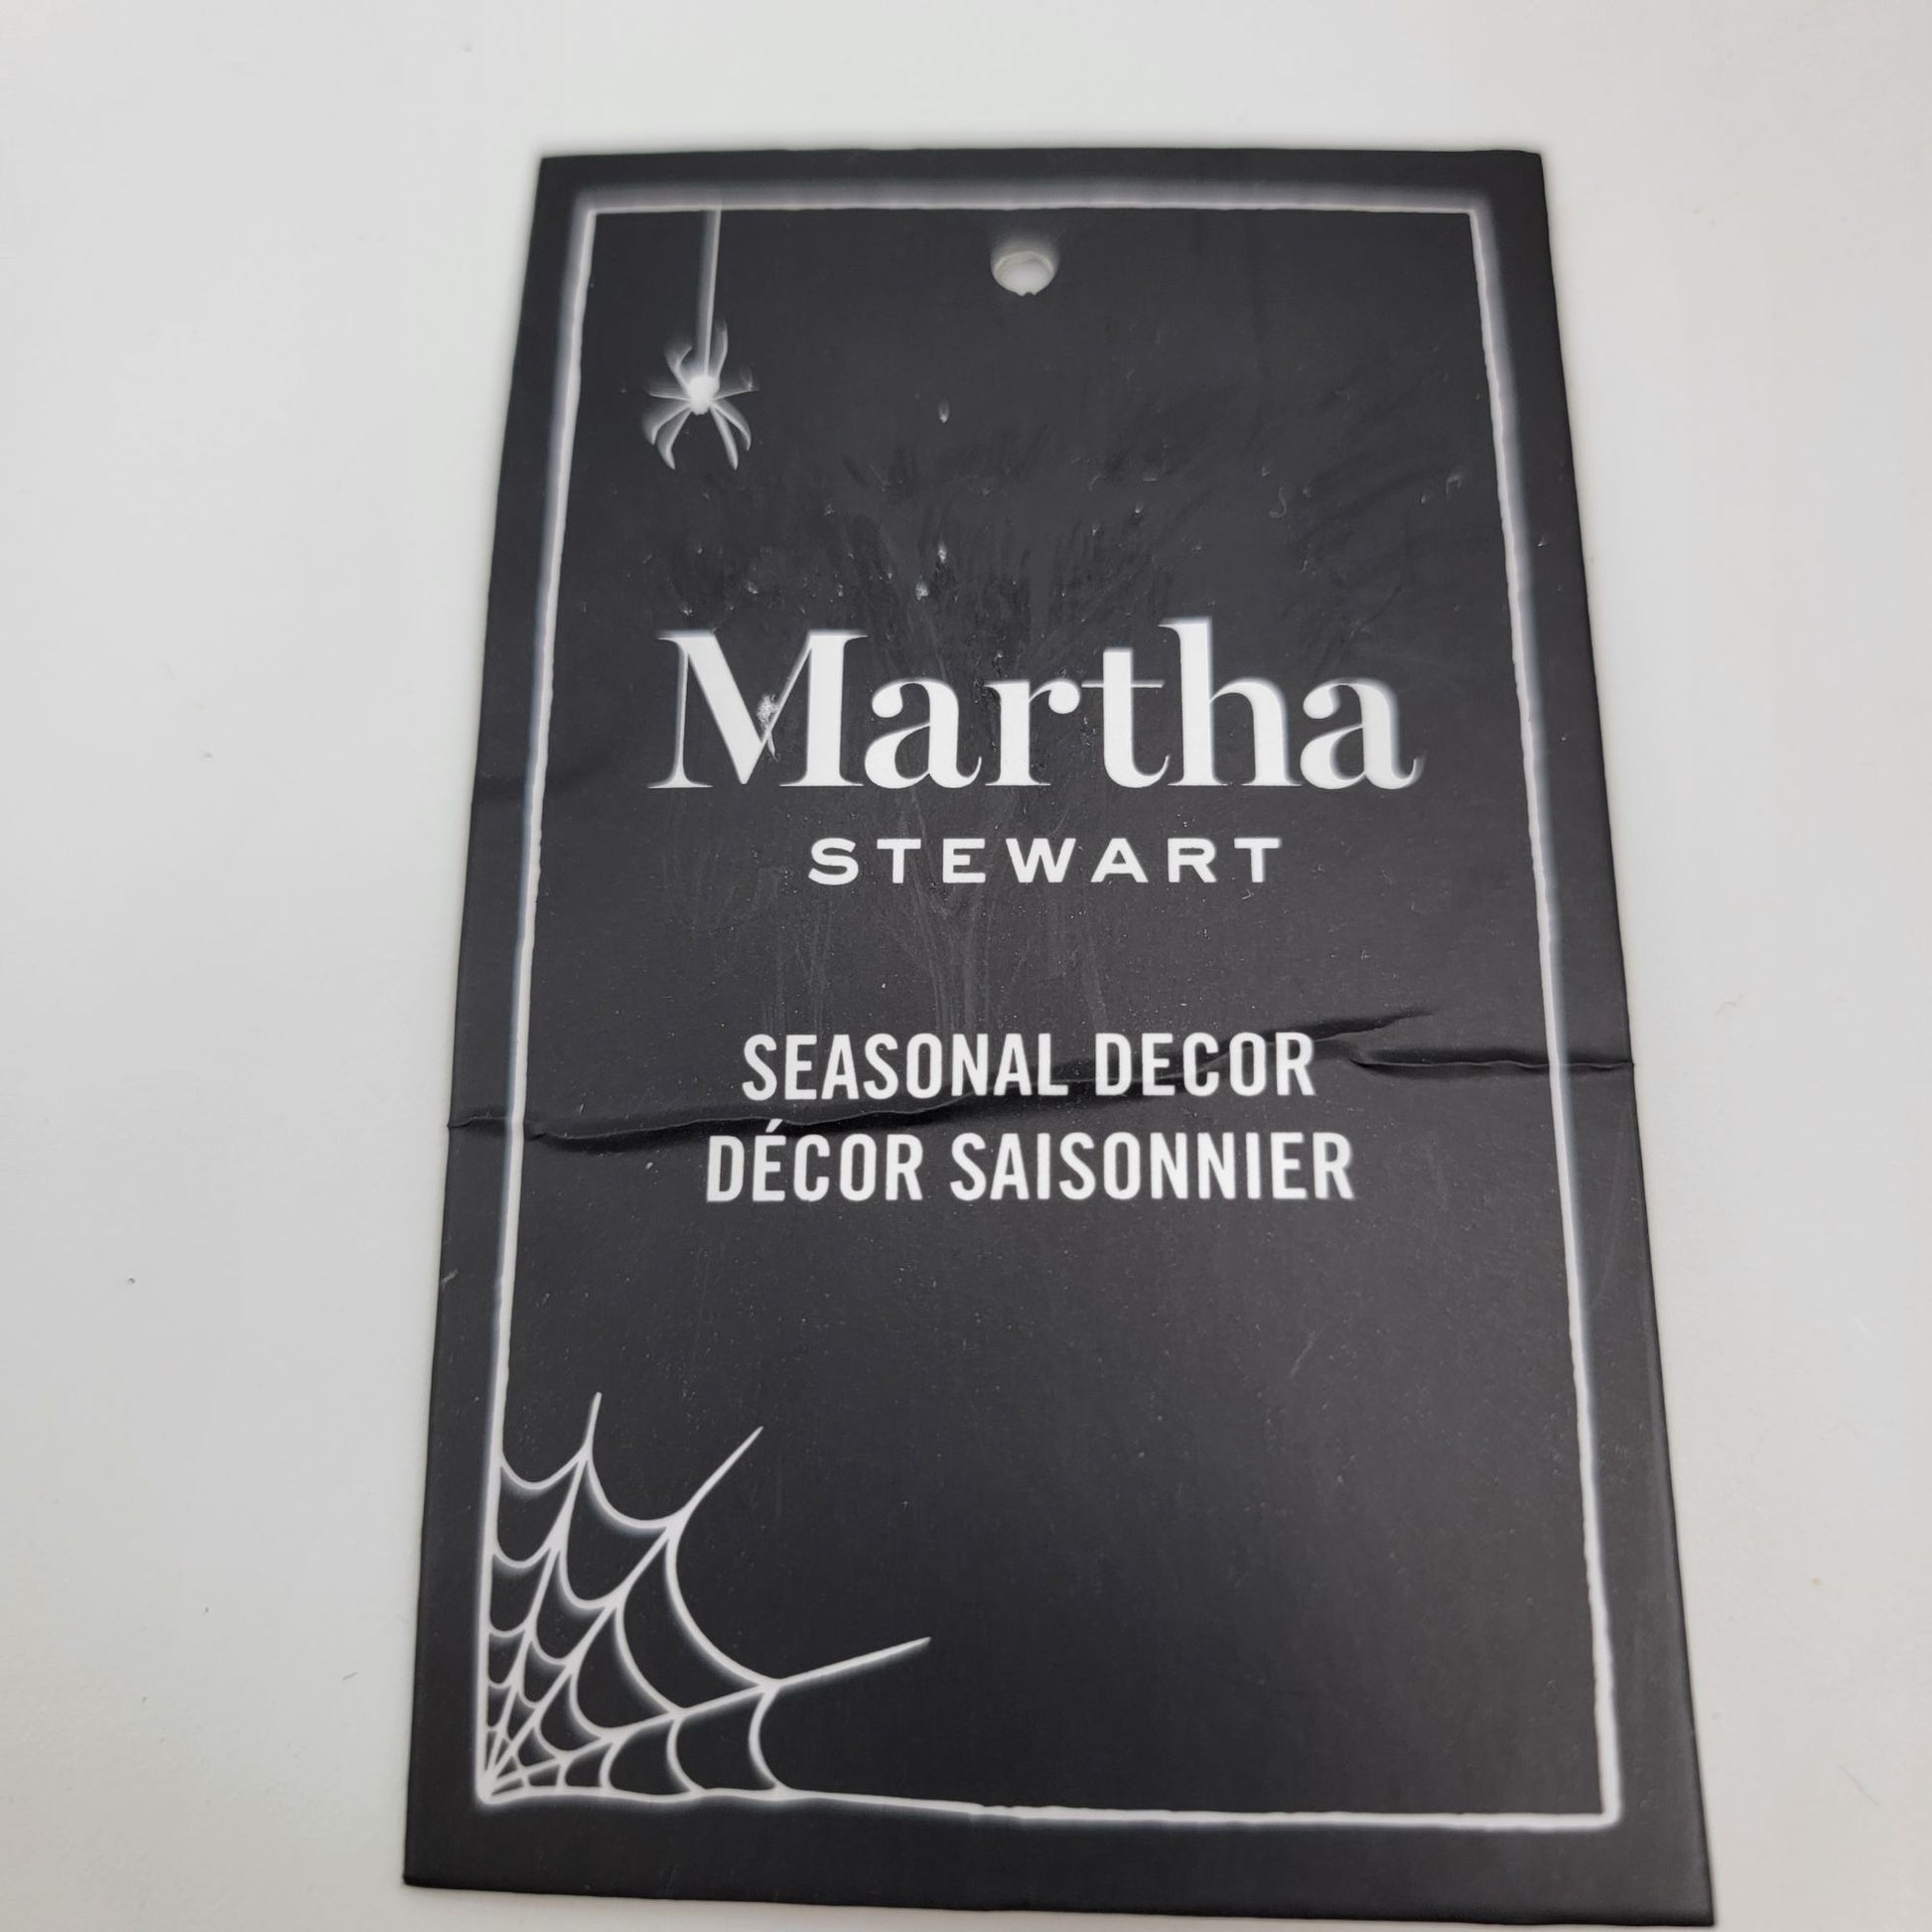 Martha
STEWART
SEASONAL DECOR
DÉCOR SAISONNIER